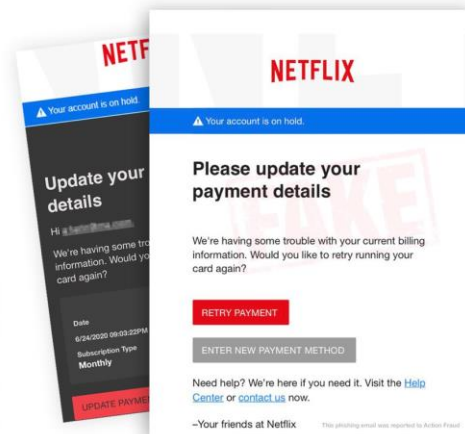 NETF
Your account is on hold.
Update your
details
Hi
We're having some tro
information. Would yo
card again?
Date
6/24/2020 09:03:22PM
Subscription Type
Monthly
UPDATE PAYME
NETFLIX
Your account is on hold.
Please update your
payment details
FAKE
We're having some trouble with your current billing
information. Would you like to retry running your
card again?
RETRY PAYMENT
ENTER NEW PAYMENT METHOD
Need help? We're here if you need it. Visit the Help
Center or contact us now.
–Your friends at Netflix
This phishing email was reported to Action Fraud